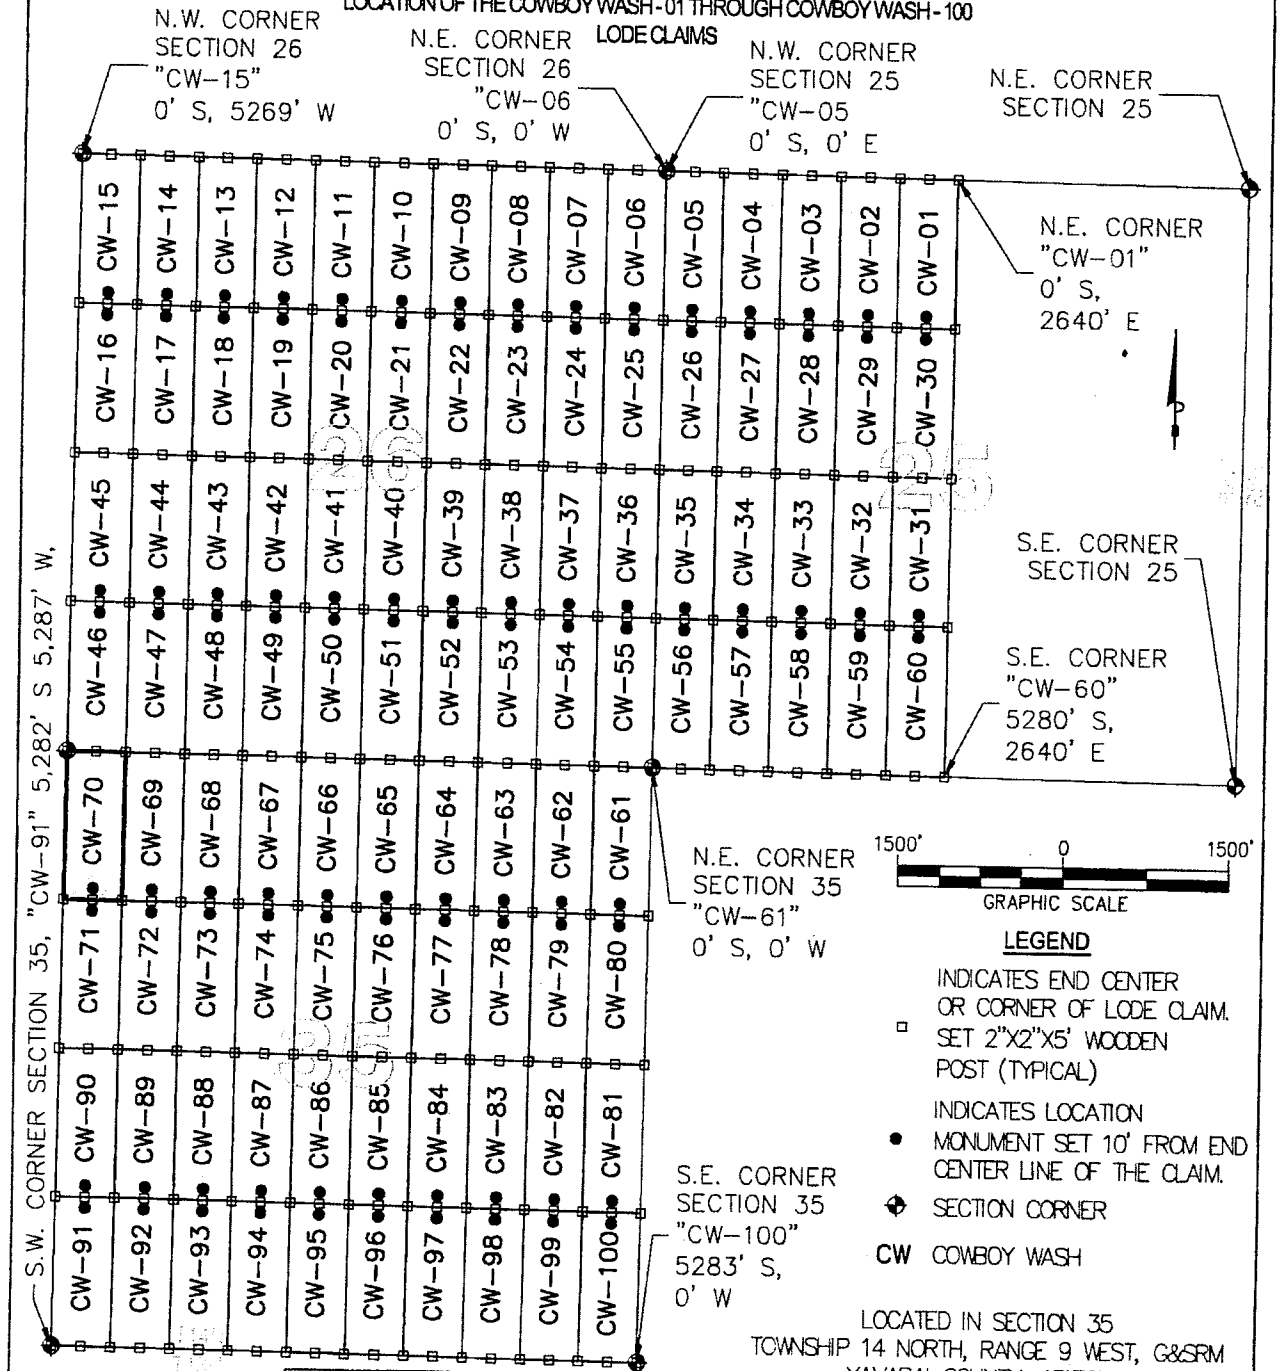 LOCATION OF THE COWBOY WASH-01 THROUGH COWBOY WASH-100
LODE CLAIMS
N.W. CORNER
SECTION 26
"CW-15"
0' S, 5269' W
N.E. CORNER
SECTION 26
"CW-06
0' S, 0' W
N.W. CORNER
SECTION 25
"CW-05
0' S, 0' E
N.E. CORNER
SECTION 25
CW-15 CW-14 CW-13 CW-12 CW-11 CW-10 CW-09 CW-08 CW-07 CW-06 CW-05 CW-04 CW-03 CW-02 CW-01
N.E. CORNER
"CW-01"
0' S,
2640' E
CW-16 CW-17 CW-18 CW-19 CW-20 CW-21 CW-22 CW-23 CW-24 CW-25 CW-26 CW-27 CW-28 CW-29 CW-30
26
25
CW-45 CW-44 CW-43 CW-42 CW-41 CW-40 CW-39 CW-38 CW-37 CW-36 CW-35 CW-34 CW-33 CW-32 CW-31
S.E. CORNER
SECTION 25
CW-46 CW-47 CW-48 CW-49 CW-50 CW-51 CW-52 CW-53 CW-54 CW-55 CW-56 CW-57 CW-58 CW-59 CW-60
S.E. CORNER
"CW-60"
5280' S,
2640' E
CW-70 CW-69 CW-68 CW-67 CW-66 CW-65 CW-64 CW-63 CW-62 CW-61
N.E. CORNER
SECTION 35
"CW-61"
0' S, 0' W
CW-71 CW-72 CW-73 CW-74 CW-75 CW-76 CW-77 CW-78 CW-79 CW-80
35
CW-90 CW-89 CW-88 CW-87 CW-86 CW-85 CW-84 CW-83 CW-82 CW-81
CW-91 CW-92 CW-93 CW-94 CW-95 CW-96 CW-97 CW-98 CW-99 CW-100
S.E. CORNER
SECTION 35
"CW-100"
5283' S,
0' W
S.W. CORNER SECTION 35, "CW-91" 5,282' S 5,287' W,
1500' 0 1500'
GRAPHIC SCALE
LEGEND
INDICATES END CENTER
OR CORNER OF LODE CLAIM.
SET 2"X2"X5' WOODEN
POST (TYPICAL)
INDICATES LOCATION
MONUMENT SET 10' FROM END
CENTER LINE OF THE CLAIM.
SECTION CORNER
CW COWBOY WASH
LOCATED IN SECTION 35
TOWNSHIP 14 NORTH, RANGE 9 WEST, G&SRM